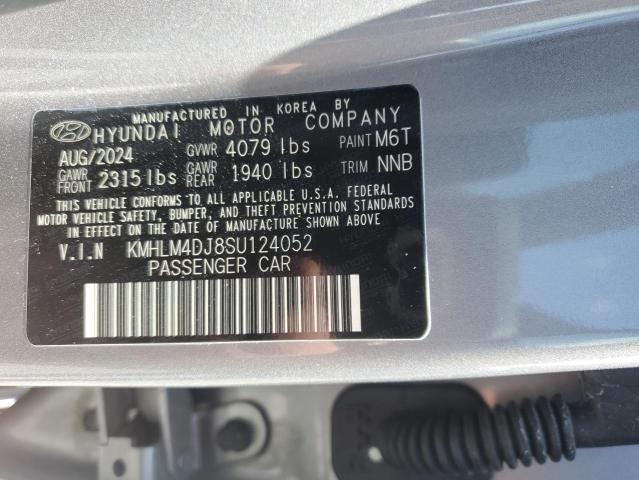 MANUFACTURED IN KOREA BY
HYUNDAI MOTOR COMPANY
AUG/2024 GVWR 4079 lbs PAINT M6T
GAWR FRONT 2315 lbs GAWR REAR 1940 lbs TRIM NNB
THIS VEHICLE CONFORMS TO ALL APPLICABLE U.S.A. FEDERAL
MOTOR VEHICLE SAFETY, BUMPER, AND THEFT PREVENTION STANDARDS
IN EFFECT ON THE DATE OF MANUFACTURE SHOWN ABOVE.
V.I.N KMHLM4DJ8SU124052
PASSENGER CAR